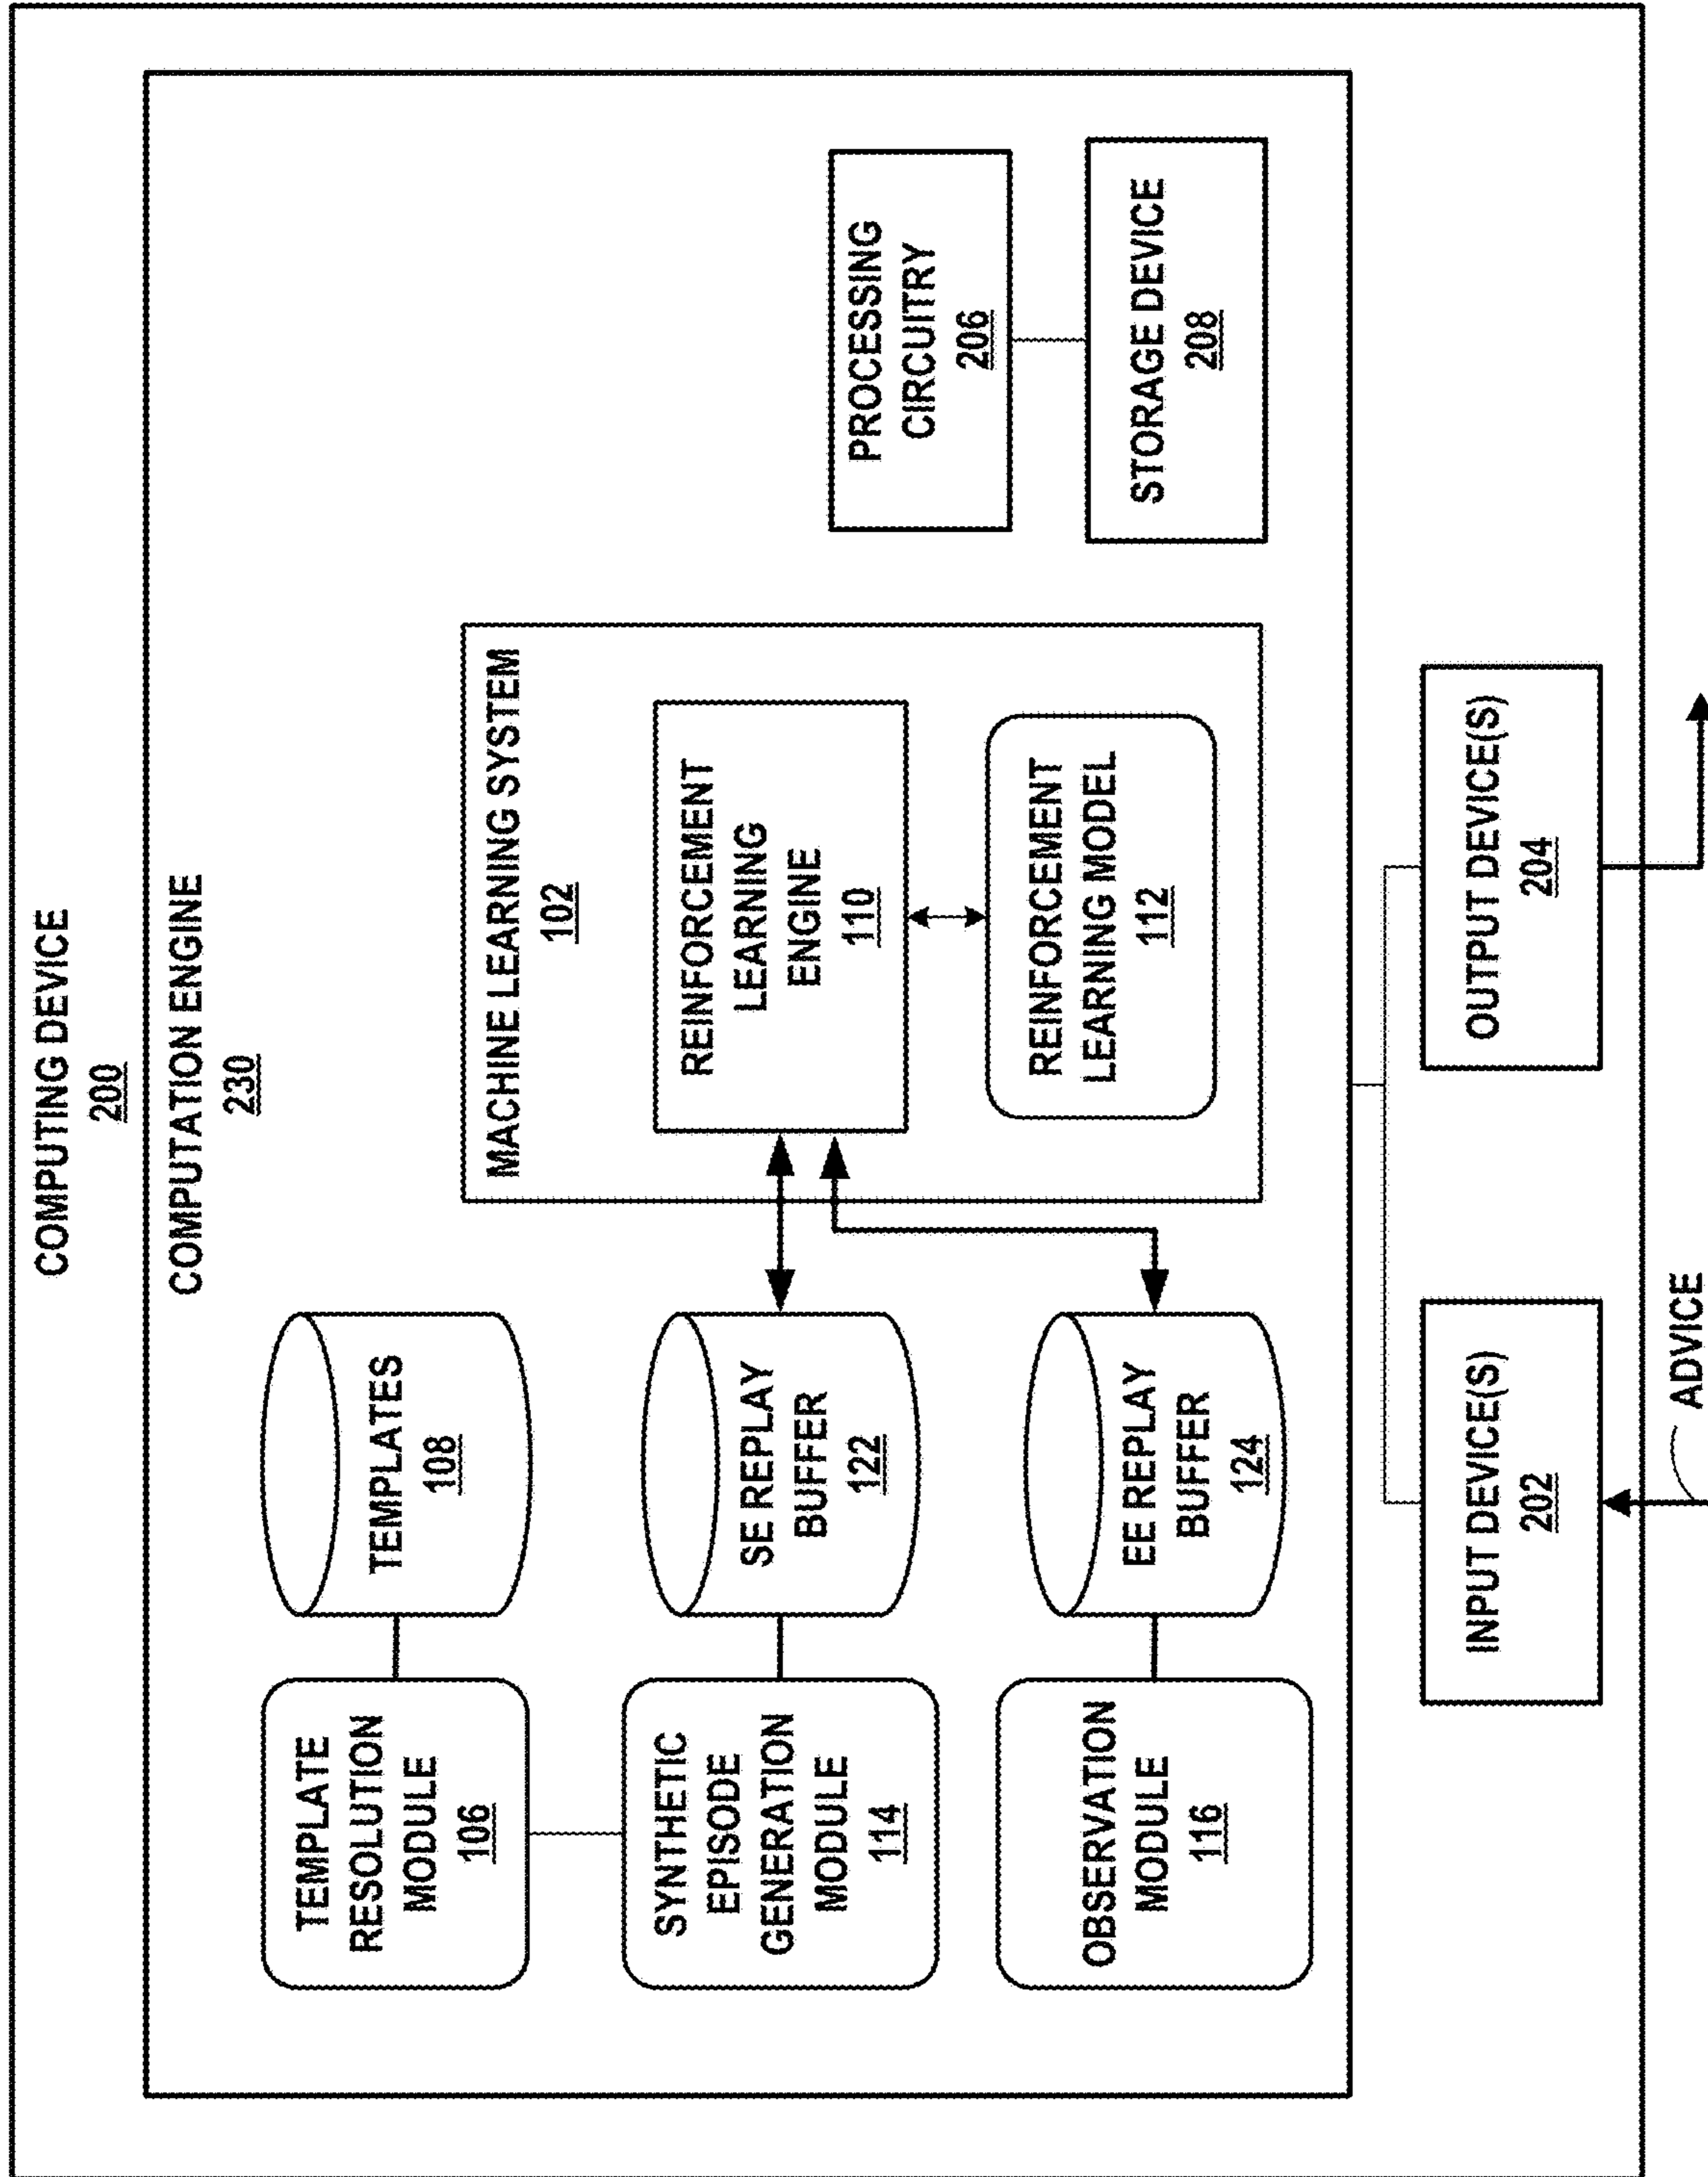 COMPUTING DEVICE
200
COMPUTATION ENGINE
230
TEMPLATE
RESOLUTION
MODULE
106
TEMPLATES
108
SYNTHETIC
EPISODE
GENERATION
MODULE
114
SE REPLAY
BUFFER
122
OBSERVATION
MODULE
116
EE REPLAY
BUFFER
124
MACHINE LEARNING SYSTEM
102
REINFORCEMENT
LEARNING
ENGINE
110
REINFORCEMENT
LEARNING MODEL
112
PROCESSING
CIRCUITRY
206
STORAGE DEVICE
208
INPUT DEVICE(S)
202
OUTPUT DEVICE(S)
204
ADVICE